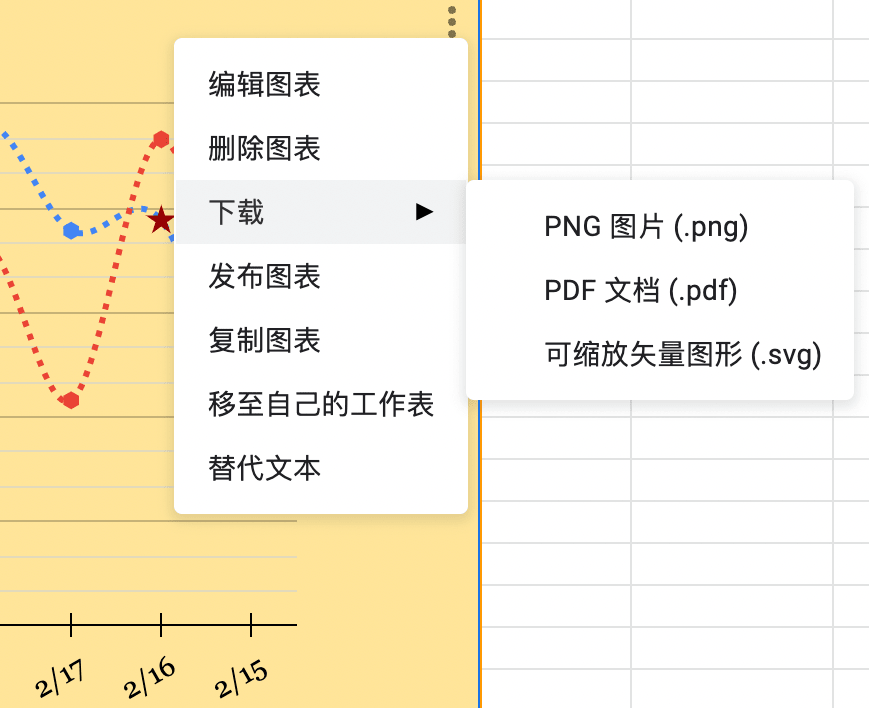 编辑图表
删除图表
下载
PNG 图片 (.png)
PDF 文档 (.pdf)
可缩放矢量图形 (.svg)
发布图表
复制图表
移至自己的工作表
替代文本
2/17
2/16
2/15